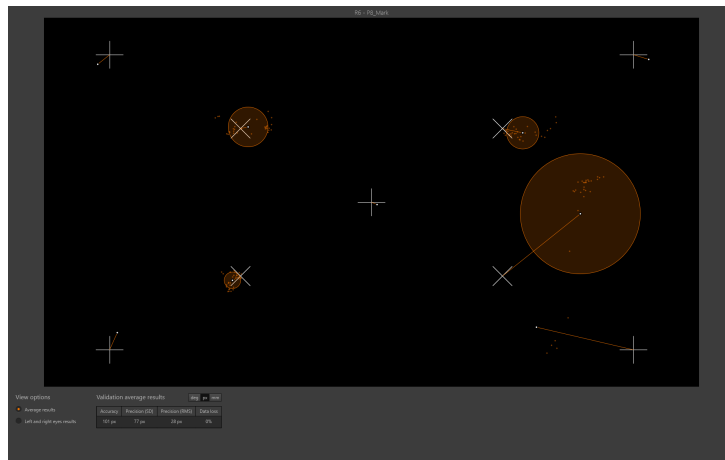 R6 - P8_Mark
View options
Average results
Left and right eyes results
Validation average results
deg px mm
Accuracy Precision (SD) Precision (RMS) Data loss
101 px 77 px 28 px 0%